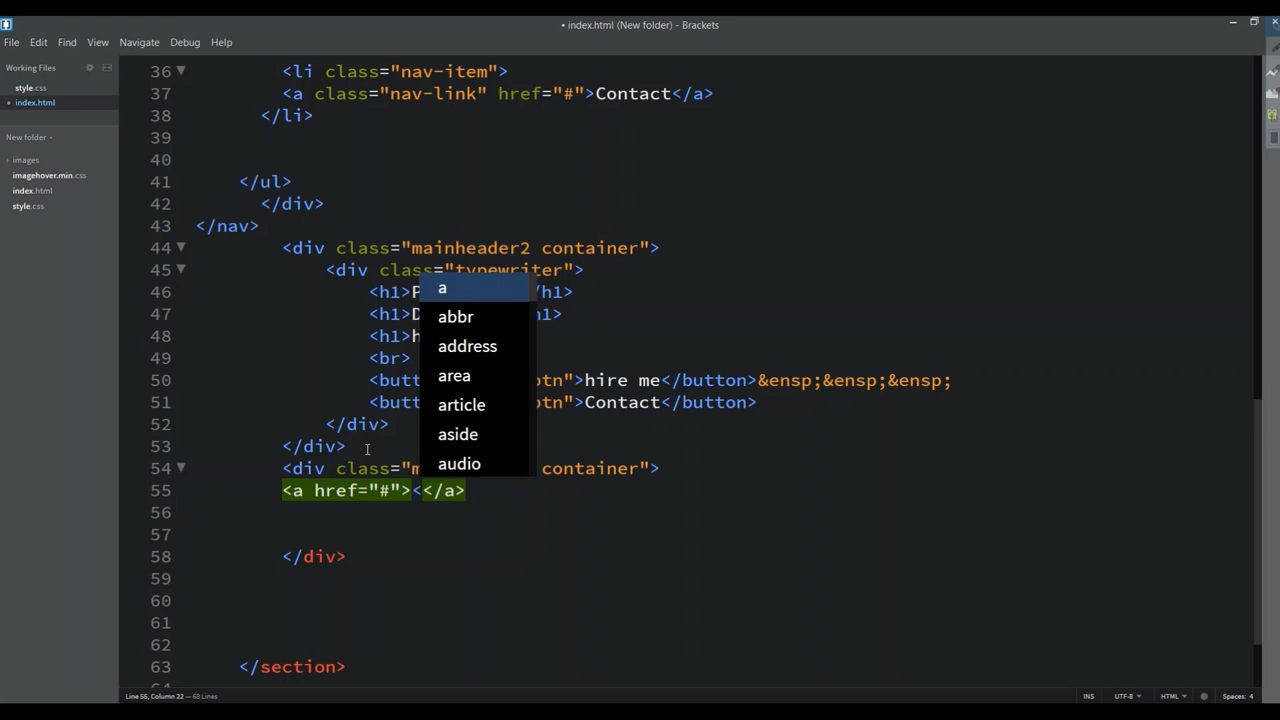 • index.html (New folder) - Brackets
File Edit Find View Navigate Debug Help
Working Files
style.css
• index.html
New folder
images
imagehover.min.css
index.html
style.css
36 <li class="nav-item">
37 <a class="nav-link" href="#">Contact</a>
38 </li>
39
40
41 </ul>
42 </div>
43 </nav>
44 <div class="mainheader2 container">
45 <div class="typewriter">
46 <h1>P /h1>
47 <h1>D h1>
48 <h1>h
49 <br>
50 <butt tn">hire me</button>&ensp;&ensp;&ensp;
51 <butt tn">Contact</button>
52 </div>
53 </div>
54 <div class="m container">
55 <a href="#"><</a>
56
57
58 </div>
59
60
61
62
63 </section>
a
abbr
address
area
article
aside
audio
Line 55, Column 22 — 68 Lines
INS UTF-8 HTML Spaces: 4